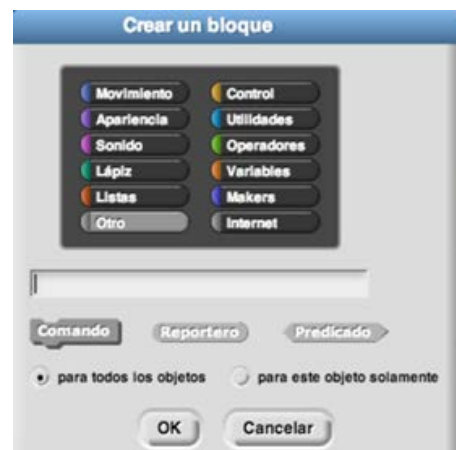 Crear un bloque
Movimiento Control
Apariencia Utilidades
Sonido Operadores
Lápiz Variables
Listas Makers
Otro Internet
Comando Reportero Predicado
para todos los objetos para este objeto solamente
OK Cancelar